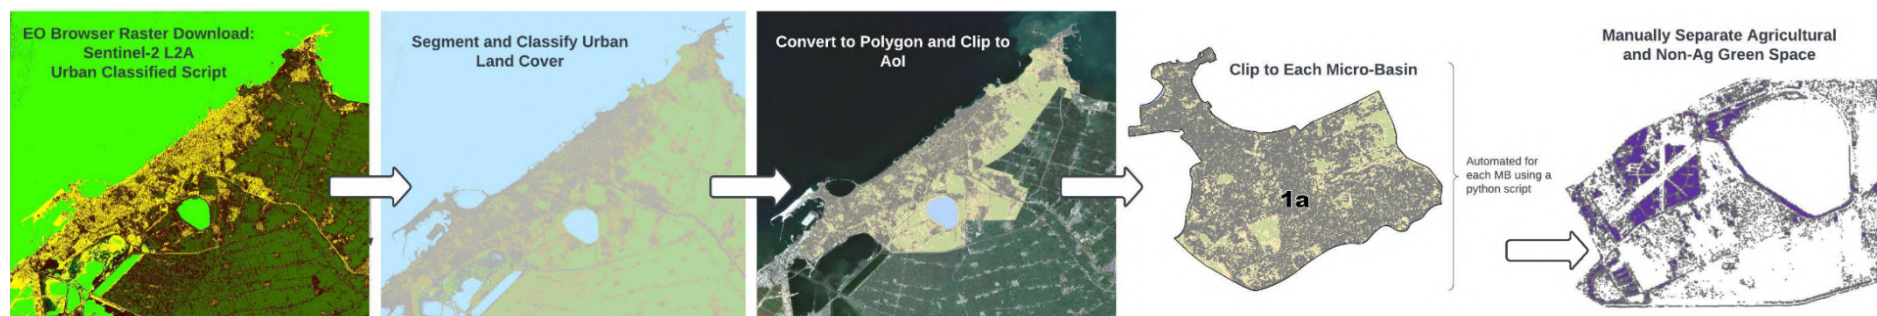 EO Browser Raster Download:
Sentinel-2 L2A
Urban Classified Script
Segment and Classify Urban
Land Cover
Convert to Polygon and Clip to
AoI
Clip to Each Micro-Basin
1a
Automated for
each MB using a
python script
Manually Separate Agricultural
and Non-Ag Green Space